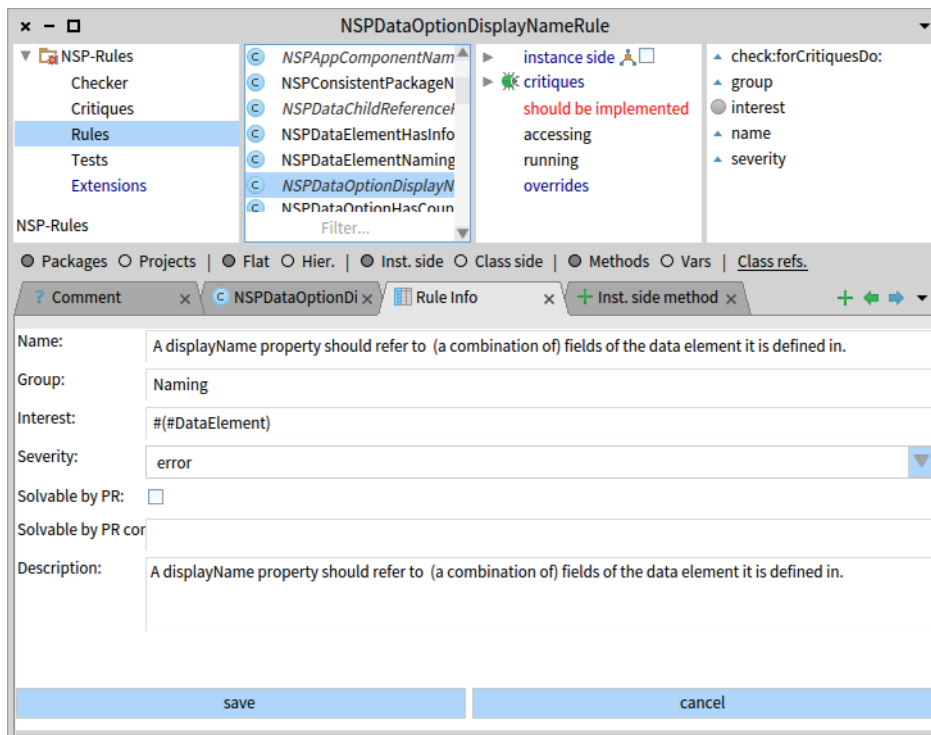 NSPDataOptionDisplayNameRule
NSP-Rules
Checker
Critiques
Rules
Tests
Extensions
NSP-Rules
NSPAppComponentNam
NSPConsistentPackageN
NSPDataChildReference
NSPDataElementHasInfo
NSPDataElementNaming
NSPDataOptionDisplayN
NSPDataOptionHasCoun
Filter...
instance side
critiques
should be implemented
accessing
running
overrides
check:forCritiquesDo:
group
interest
name
severity
Packages Projects | Flat Hier. | Inst. side Class side | Methods Vars | Class refs.
? Comment x C NSPDataOptionDi x Rule Info x Inst. side method x
Name: A displayName property should refer to (a combination of) fields of the data element it is defined in.
Group: Naming
Interest: #(#DataElement)
Severity: error
Solvable by PR:
Solvable by PR cor
Description: A displayName property should refer to (a combination of) fields of the data element it is defined in.
save cancel